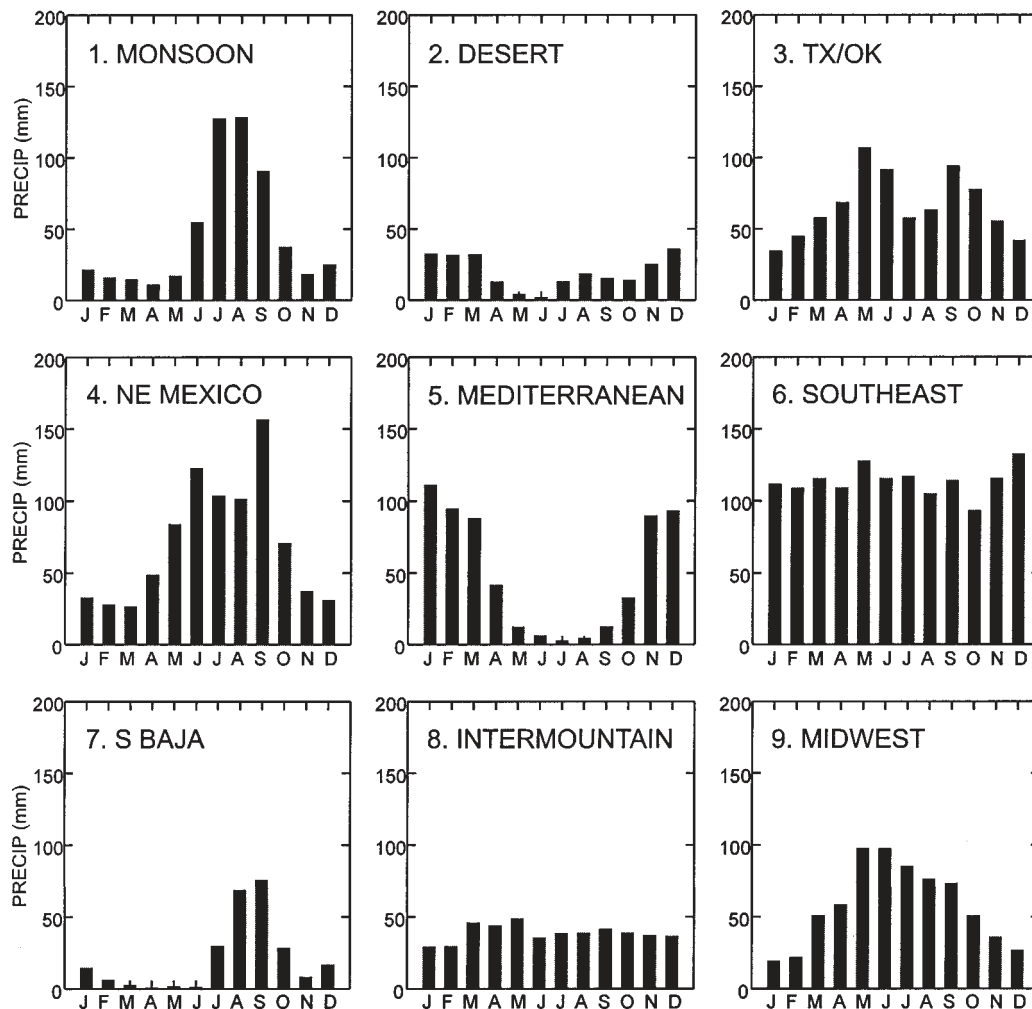 200
150
100
50
0
PRECIP (mm)
1. MONSOON
J F M A M J J A S O N D
200
150
100
50
0
2. DESERT
J F M A M J J A S O N D
200
150
100
50
0
3. TX/OK
J F M A M J J A S O N D
200
150
100
50
0
PRECIP (mm)
4. NE MEXICO
J F M A M J J A S O N D
200
150
100
50
0
5. MEDITERRANEAN
J F M A M J J A S O N D
200
150
100
50
0
6. SOUTHEAST
J F M A M J J A S O N D
200
150
100
50
0
PRECIP (mm)
7. S BAJA
J F M A M J J A S O N D
200
150
100
50
0
8. INTERMOUNTAIN
J F M A M J J A S O N D
200
150
100
50
0
9. MIDWEST
J F M A M J J A S O N D